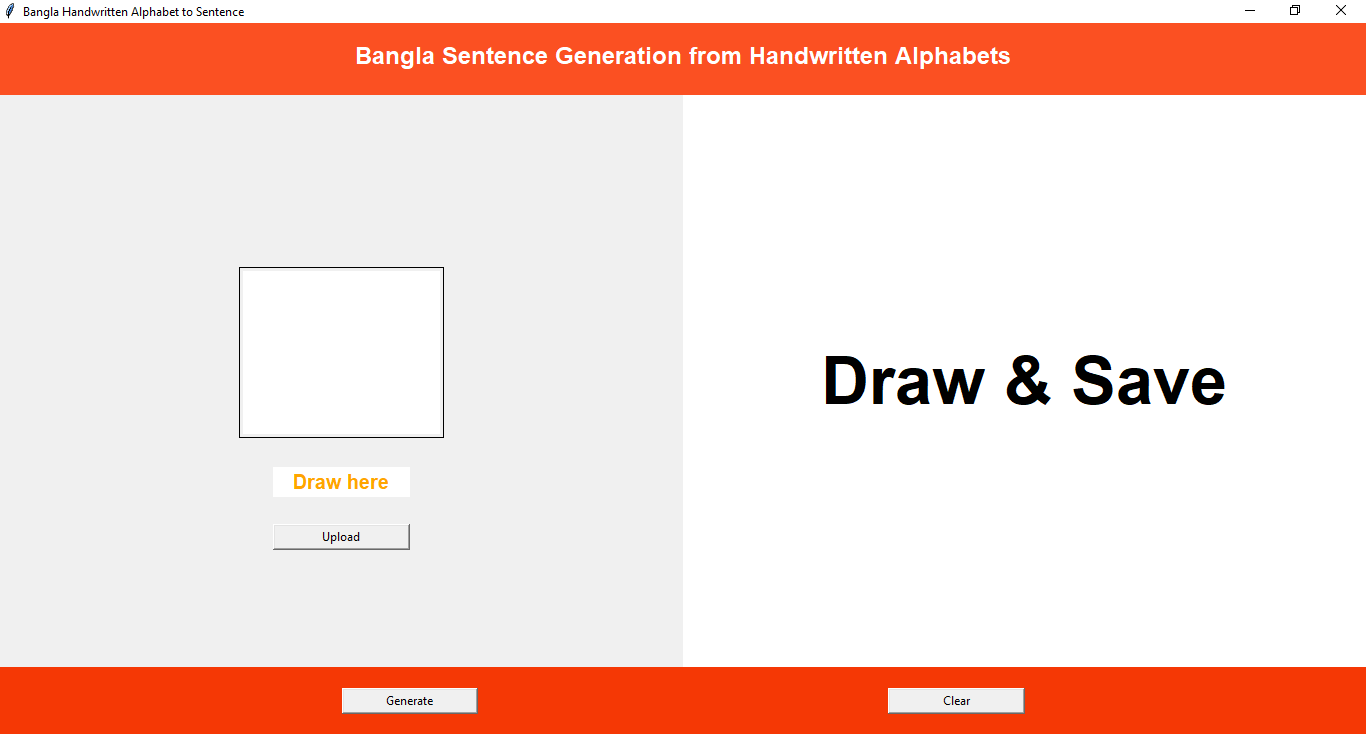 Bangla Handwritten Alphabet to Sentence
Bangla Sentence Generation from Handwritten Alphabets
Draw here
Upload
Draw & Save
Generate
Clear